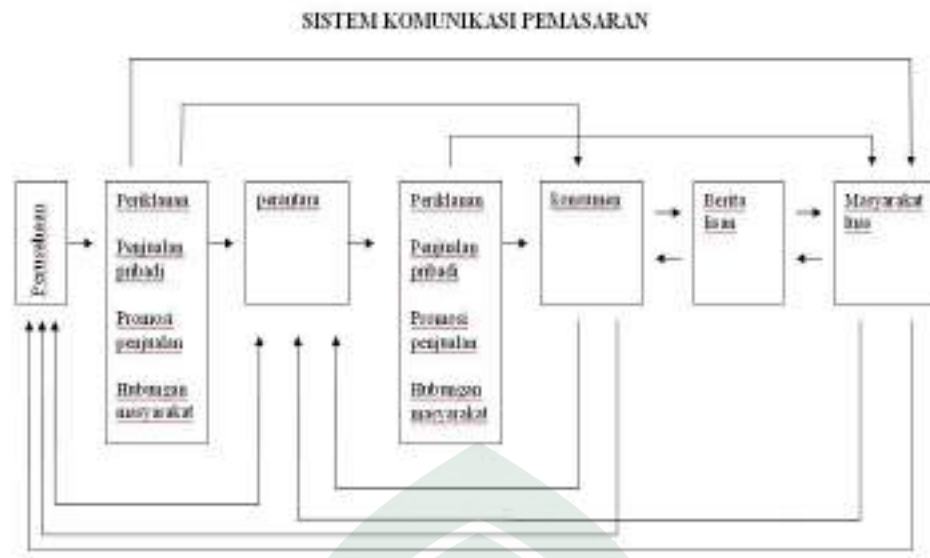 SISTEM KOMUNIKASI PEMASARAN
Perusahaan
Periklanan
Penjualan
pribadi
Promosi
penjualan
Hubungan
masyarakat
perantara
Periklanan
Penjualan
pribadi
Promosi
penjualan
Hubungan
masyarakat
konsumen
Berita
lisan
Masyarakat
luas